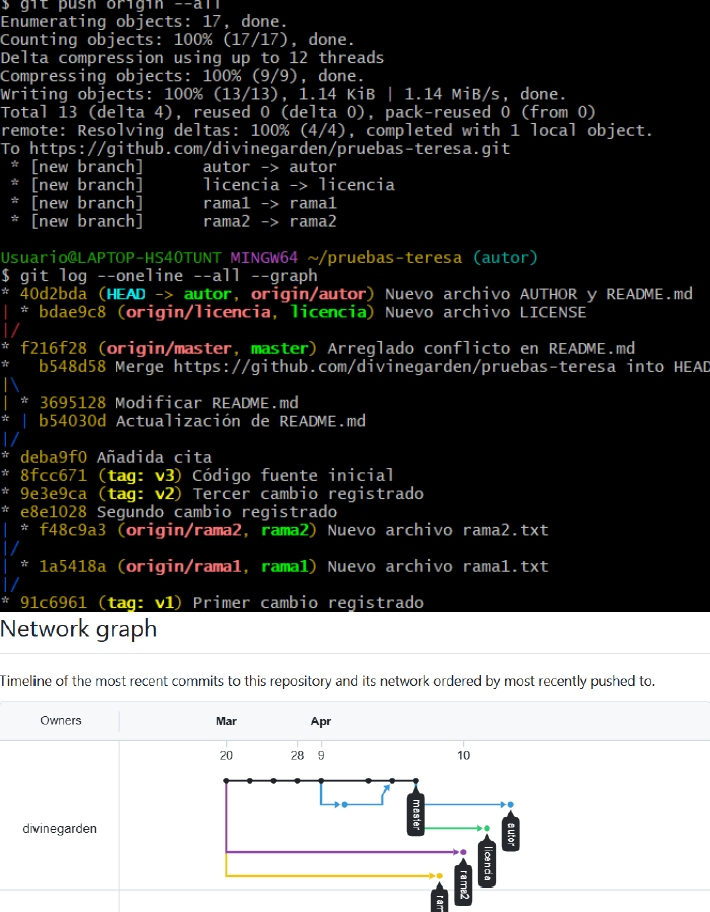 $ git push origin --all
Enumerating objects: 17, done.
Counting objects: 100% (17/17), done.
Delta compression using up to 12 threads
Compressing objects: 100% (9/9), done.
Writing objects: 100% (13/13), 1.14 KiB | 1.14 MiB/s, done.
Total 13 (delta 4), reused 0 (delta 0), pack-reused 0 (from 0)
remote: Resolving deltas: 100% (4/4), completed with 1 local object.
To https://github.com/divinegarden/pruebas-teresa.git
 * [new branch]      autor -> autor
 * [new branch]      licencia -> licencia
 * [new branch]      rama1 -> rama1
 * [new branch]      rama2 -> rama2
Usuario@LAPTOP-HS4OTUNT MINGW64 ~/pruebas-teresa (autor)
$ git log --oneline --all --graph
* 40d2bda (HEAD -> autor, origin/autor) Nuevo archivo AUTHOR y README.md
| * bdae9c8 (origin/licencia, licencia) Nuevo archivo LICENSE
|/
* f216f28 (origin/master, master) Arreglado conflicto en README.md
*   b548d58 Merge https://github.com/divinegarden/pruebas-teresa into HEAD
|\
| * 3695128 Modificar README.md
* | b54030d Actualización de README.md
|/
* deba9f0 Añadida cita
* 8fcc671 (tag: v3) Código fuente inicial
* 9e3e9ca (tag: v2) Tercer cambio registrado
* e8e1028 Segundo cambio registrado
| * f48c9a3 (origin/rama2, rama2) Nuevo archivo rama2.txt
|/
| * 1a5418a (origin/rama1, rama1) Nuevo archivo rama1.txt
|/
* 91c6961 (tag: v1) Primer cambio registrado
Network graph
Timeline of the most recent commits to this repository and its network ordered by most recently pushed to.
Owners Mar Apr
20 28 9 10
divinegarden
master
autor
licencia
rama2
ram